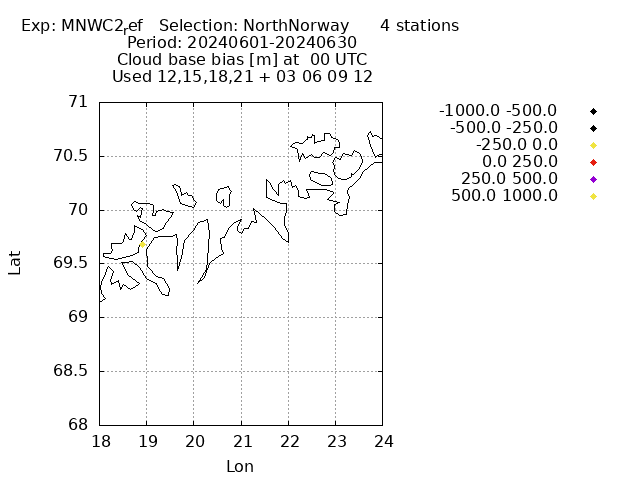 Exp: MNWC2_ref   Selection: NorthNorway      4 stations
Period: 20240601-20240630
Cloud base bias [m] at  00 UTC
Used 12,15,18,21 + 03 06 09 12
-1000.0 -500.0
-500.0 -250.0
-250.0 0.0
0.0 250.0
250.0 500.0
500.0 1000.0
71
70.5
70
69.5
69
68.5
68
Lat
18 19 20 21 22 23 24
Lon